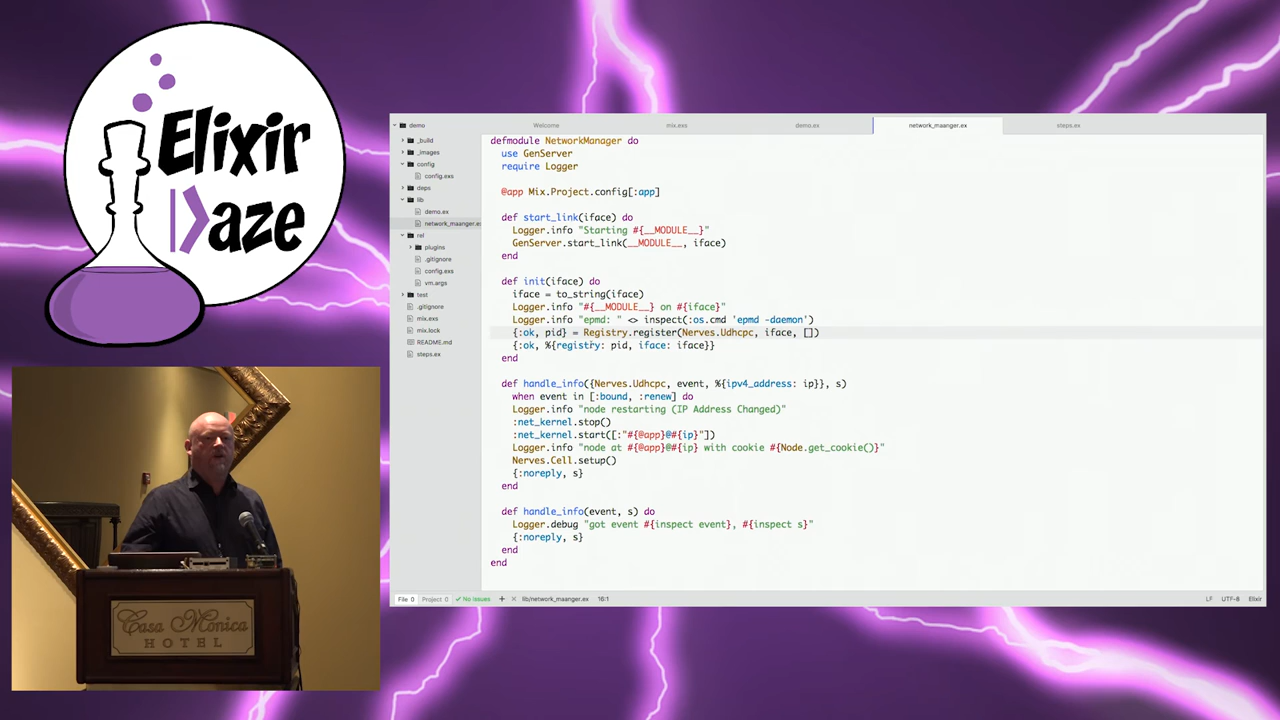 Elixir
Daze
demo
Welcome
mix.exs
demo.ex
network_maanger.ex
steps.ex
_build
_images
config
config.exs
deps
lib
demo.ex
network_maanger.ex
rel
plugins
.gitignore
config.exs
vm.args
test
.gitignore
mix.exs
mix.lock
README.md
steps.ex
defmodule NetworkManager do
use GenServer
require Logger
@app Mix.Project.config[:app]
def start_link(iface) do
Logger.info "Starting #{__MODULE__}"
GenServer.start_link(__MODULE__, iface)
end
def init(iface) do
iface = to_string(iface)
Logger.info "#{__MODULE__} on #{iface}"
Logger.info "epmd: " <> inspect(:os.cmd 'epmd -daemon')
{:ok, pid} = Registry.register(Nerves.Udhcpc, iface, [])
{:ok, %{registry: pid, iface: iface}}
end
def handle_info({Nerves.Udhcpc, event, %{ipv4_address: ip}}, s)
when event in [:bound, :renew] do
Logger.info "node restarting (IP Address Changed)"
:net_kernel.stop()
:net_kernel.start([:"#{@app}@#{ip}"])
Logger.info "node at #{@app}@#{ip} with cookie #{Node.get_cookie()}"
Nerves.Cell.setup()
{:noreply, s}
end
def handle_info(event, s) do
Logger.debug "got event #{inspect event}, #{inspect s}"
{:noreply, s}
end
end
File 0 Project 0 No Issues + × lib/network_maanger.ex 16:1 LF UTF-8 Elixir
Casa Monica
HOTEL